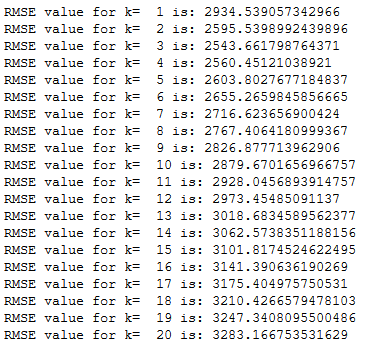 RMSE value for k=  1 is: 2934.539057342966
RMSE value for k=  2 is: 2595.5398992439896
RMSE value for k=  3 is: 2543.661798764371
RMSE value for k=  4 is: 2560.45121038921
RMSE value for k=  5 is: 2603.8027677184837
RMSE value for k=  6 is: 2655.2659845856665
RMSE value for k=  7 is: 2716.623656900424
RMSE value for k=  8 is: 2767.4064180999367
RMSE value for k=  9 is: 2826.877713962906
RMSE value for k=  10 is: 2879.6701656966757
RMSE value for k=  11 is: 2928.0456893914757
RMSE value for k=  12 is: 2973.45485091137
RMSE value for k=  13 is: 3018.6834589562377
RMSE value for k=  14 is: 3062.5738351188156
RMSE value for k=  15 is: 3101.8174524622495
RMSE value for k=  16 is: 3141.390636190269
RMSE value for k=  17 is: 3175.404975750531
RMSE value for k=  18 is: 3210.4266579478103
RMSE value for k=  19 is: 3247.3408095500486
RMSE value for k=  20 is: 3283.166753531629